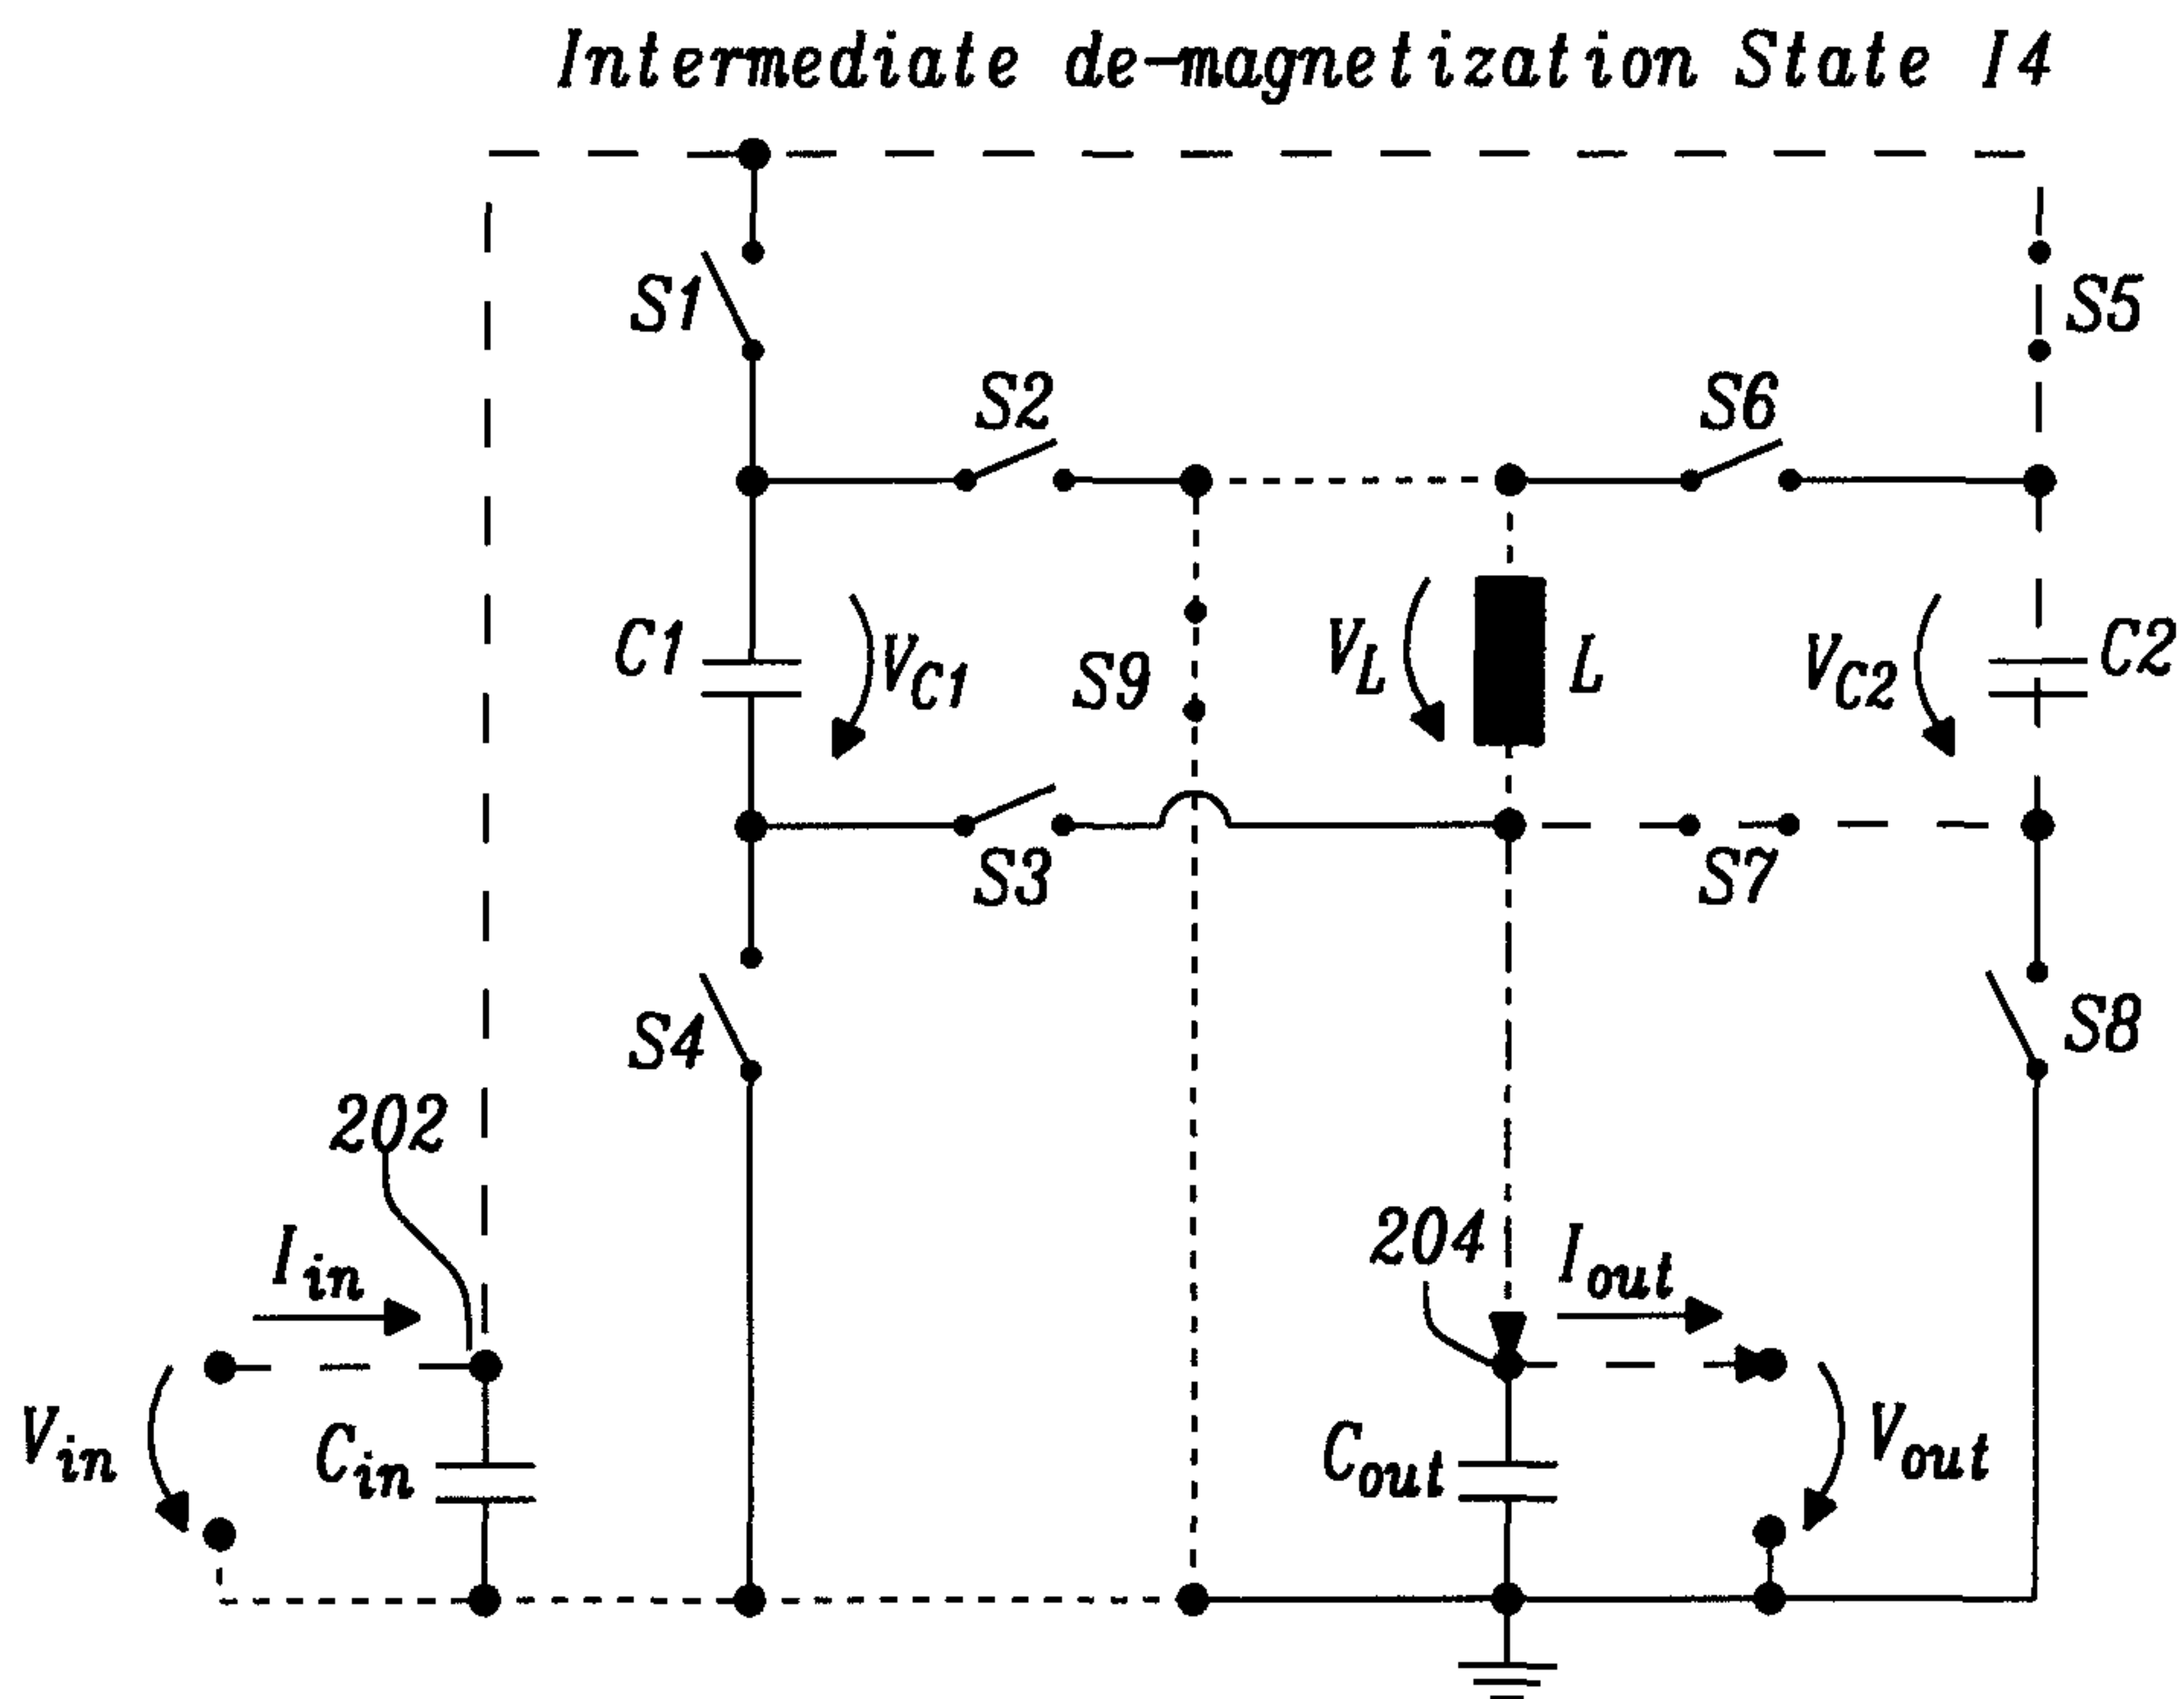 Intermediate de-magnetization State I4
S1
S5
S2
S6
C1
VC1
S9
VL
L
VC2
C2
S3
S7
S4
S8
202
204
Iin
Iout
Vin
Cin
Cout
Vout